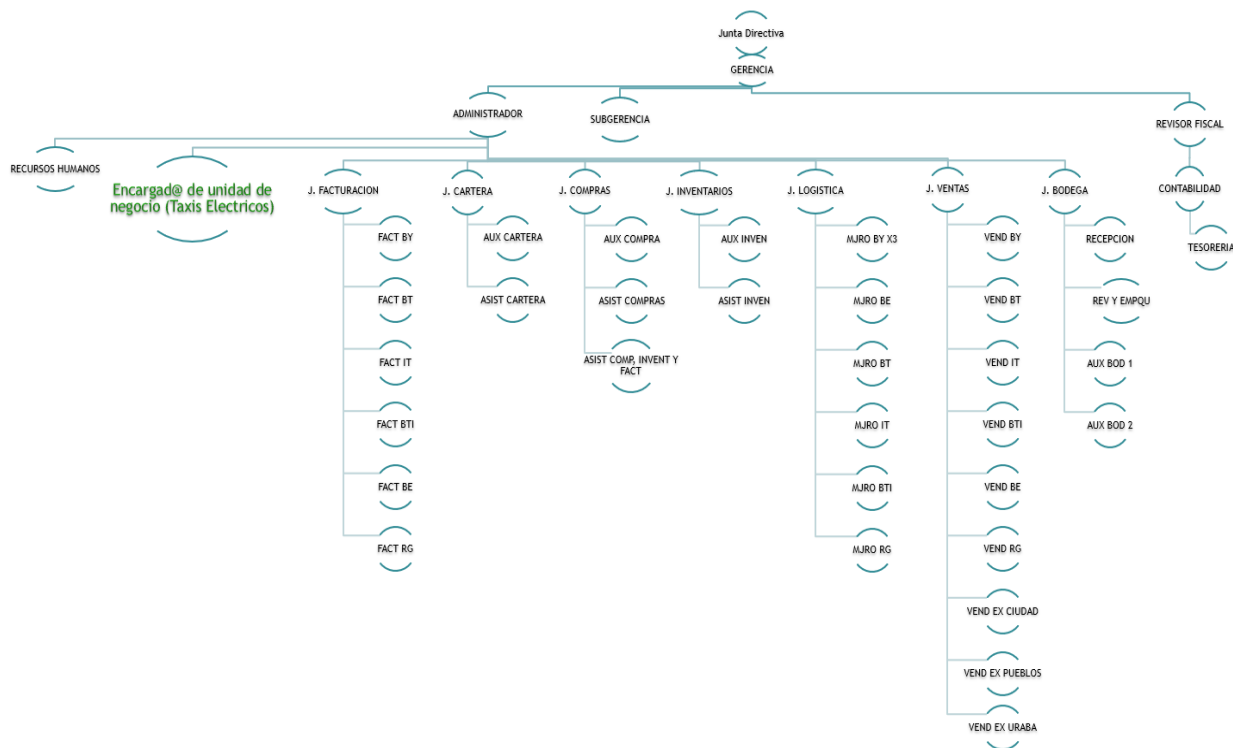 Junta Directiva
GERENCIA
ADMINISTRADOR
SUBGERENCIA
REVISOR FISCAL
RECURSOS HUMANOS
Encargad@ de unidad de
negocio (Taxis Electricos)
J. FACTURACION
J. CARTERA
J. COMPRAS
J. INVENTARIOS
J. LOGISTICA
J. VENTAS
J. BODEGA
CONTABILIDAD
TESORERIA
FACT BY
FACT BT
FACT IT
FACT BTI
FACT BE
FACT RG
AUX CARTERA
ASIST CARTERA
AUX COMPRA
ASIST COMPRAS
ASIST COMP, INVENT Y
FACT
AUX INVEN
ASIST INVEN
MJRO BY X3
MJRO BE
MJRO BT
MJRO IT
MJRO BTI
MJRO RG
VEND BY
VEND BT
VEND IT
VEND BTI
VEND BE
VEND RG
VEND EX CIUDAD
VEND EX PUEBLOS
VEND EX URABA
RECEPCION
REV Y EMPQU
AUX BOD 1
AUX BOD 2